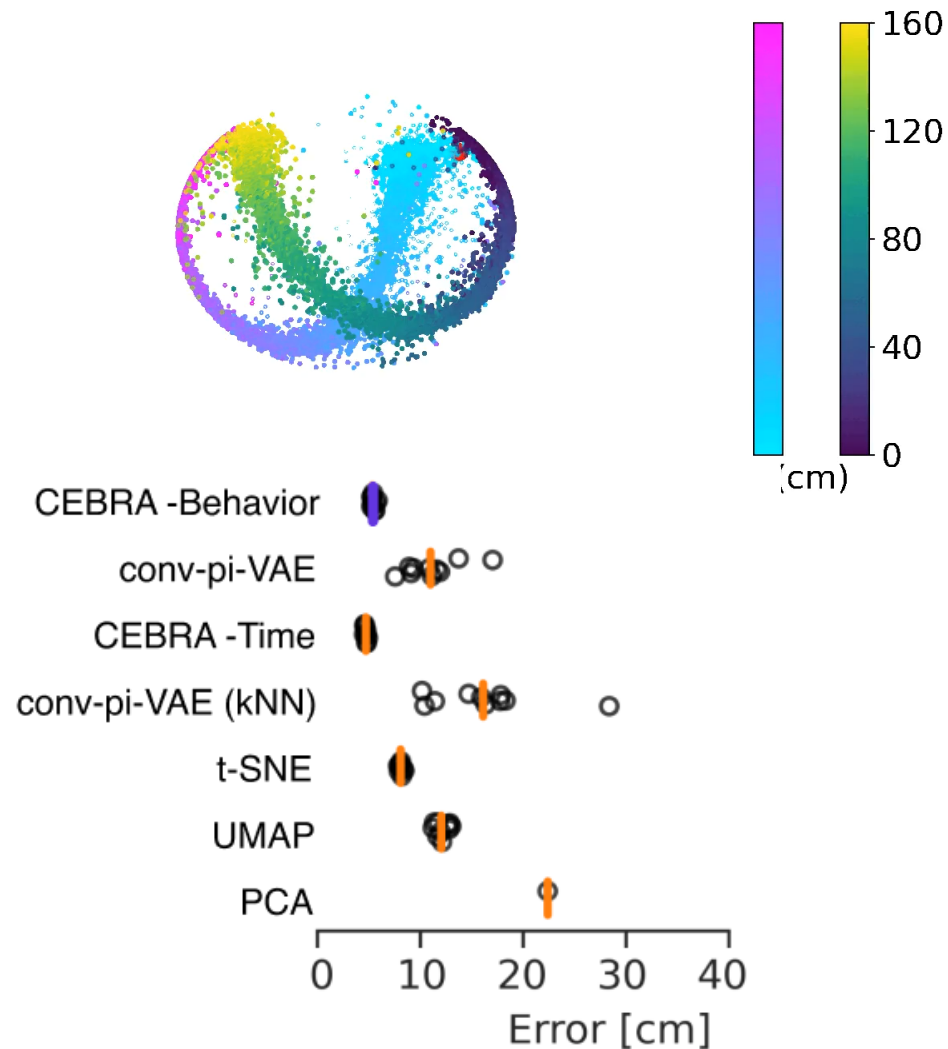 160
120
80
40
0
(cm)
CEBRA -Behavior
conv-pi-VAE
CEBRA -Time
conv-pi-VAE (kNN)
t-SNE
UMAP
PCA
0 10 20 30 40
Error [cm]